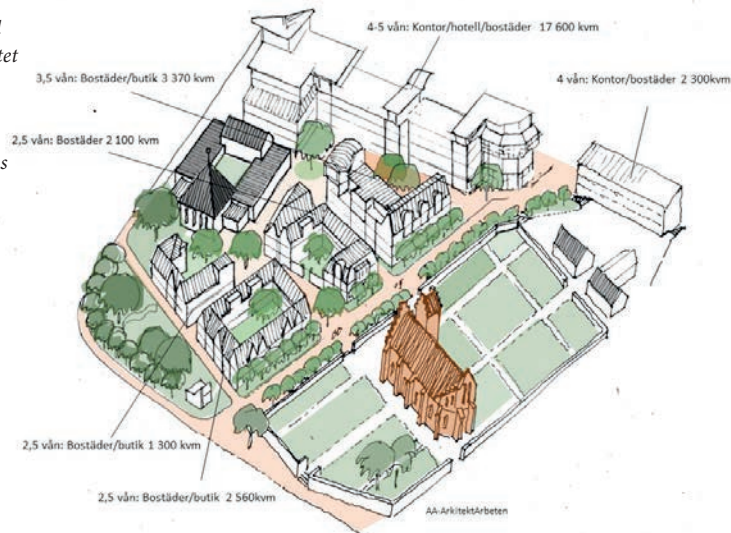 tet
s
4-5 vån: Kontor/hotell/bostäder 17 600 kvm
3,5 vån: Bostäder/butik 3 370 kvm
4 vån: Kontor/bostäder 2 300kvm
2,5 vån: Bostäder 2 100 kvm
2,5 vån: Bostäder/butik 1 300 kvm
2,5 vån: Bostäder/butik 2 560kvm
AA-ArkitektArbeten